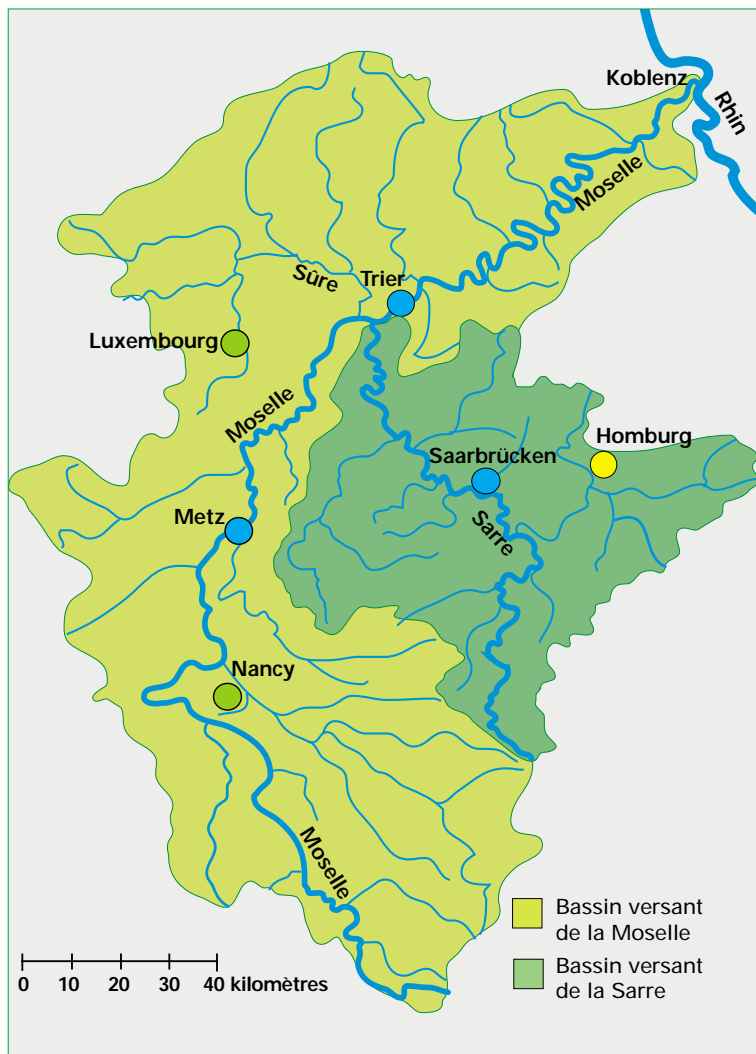 Koblenz
Rhin
Moselle
Sûre
Trier
Luxembourg
Moselle
Homburg
Saarbrücken
Metz
Sarre
Nancy
Moselle
Bassin versant
de la Moselle
Bassin versant
de la Sarre
0 10 20 30 40 kilomètres